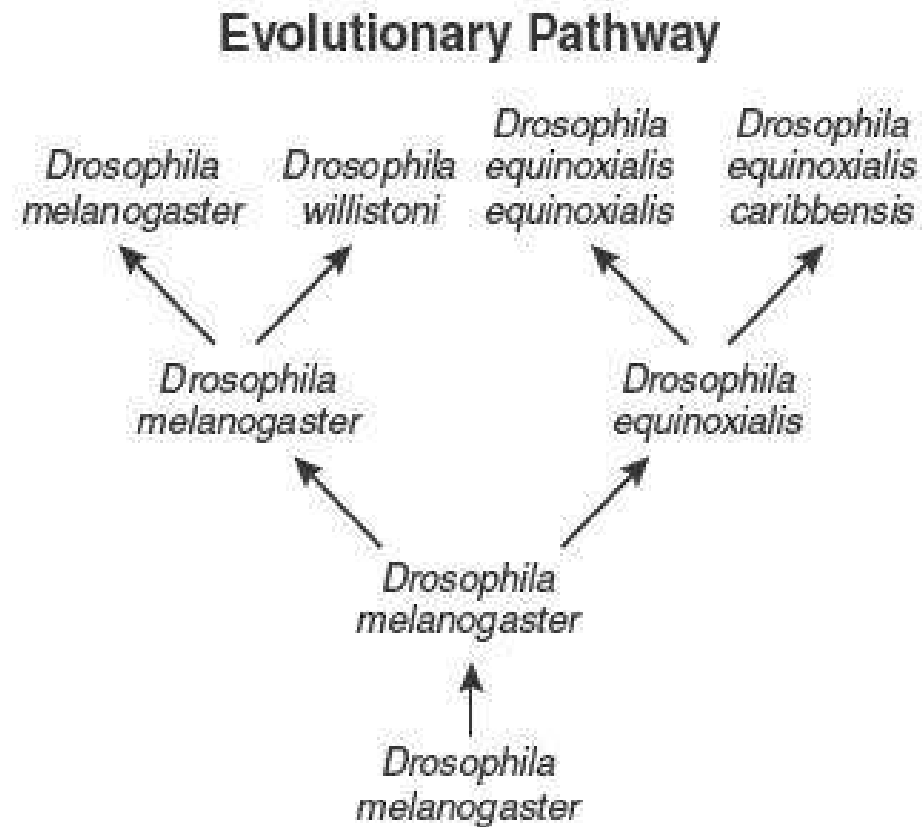 Evolutionary Pathway
Drosophila
melanogaster
Drosophila
willistoni
Drosophila
equinoxialis
equinoxialis
Drosophila
equinoxialis
caribbensis
Drosophila
melanogaster
Drosophila
equinoxialis
Drosophila
melanogaster
Drosophila
melanogaster